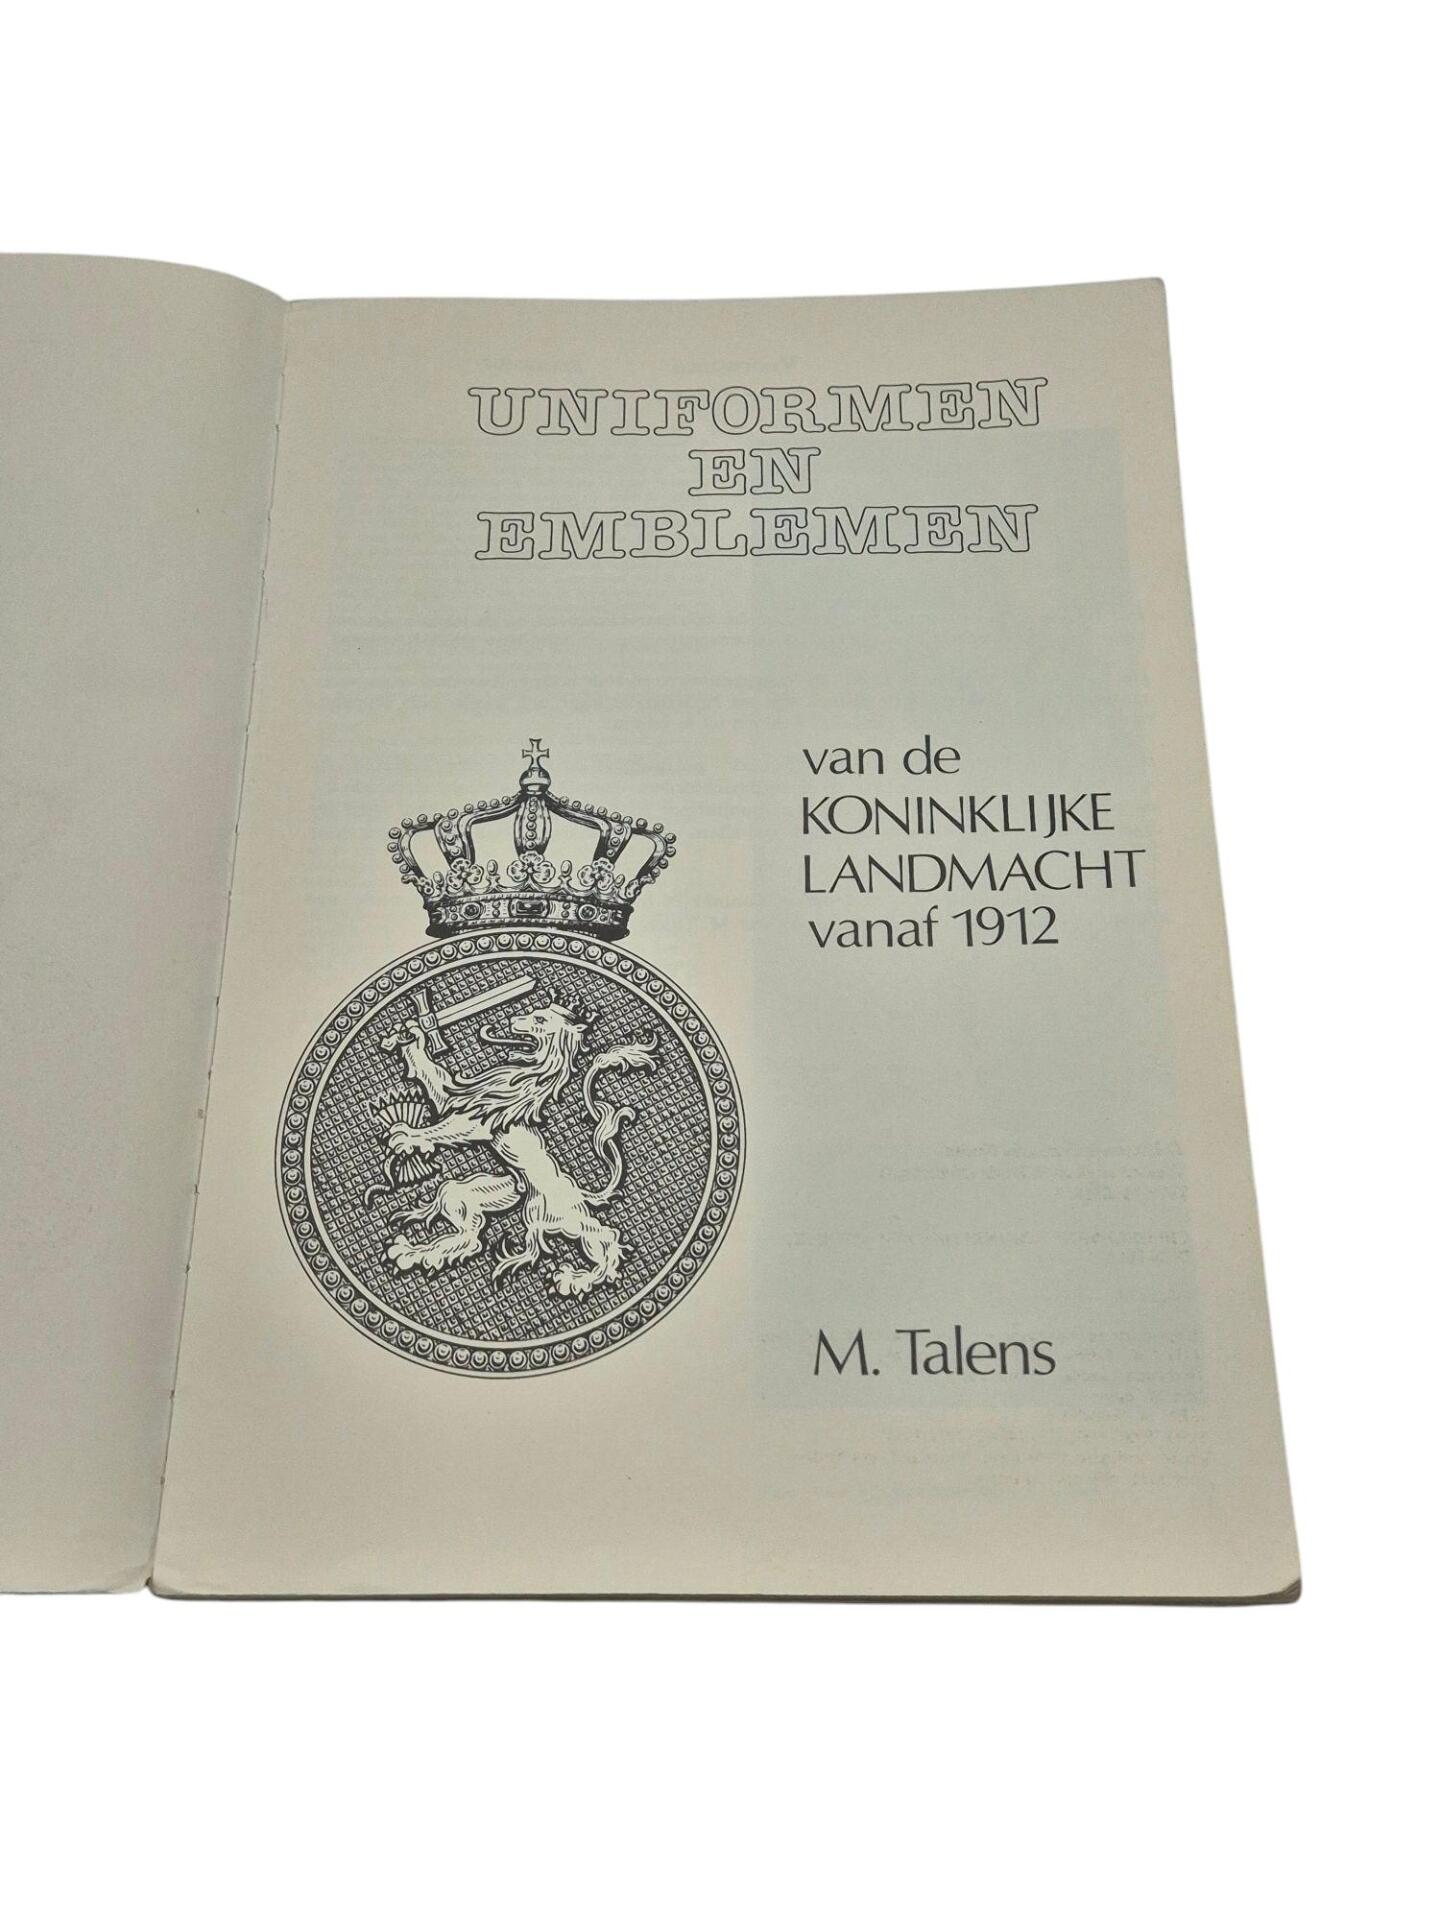 UNIFORMEN
EN
EMBLEMEN
van de
KONINKLIJKE
LANDMACHT
vanaf 1912
M. Talens